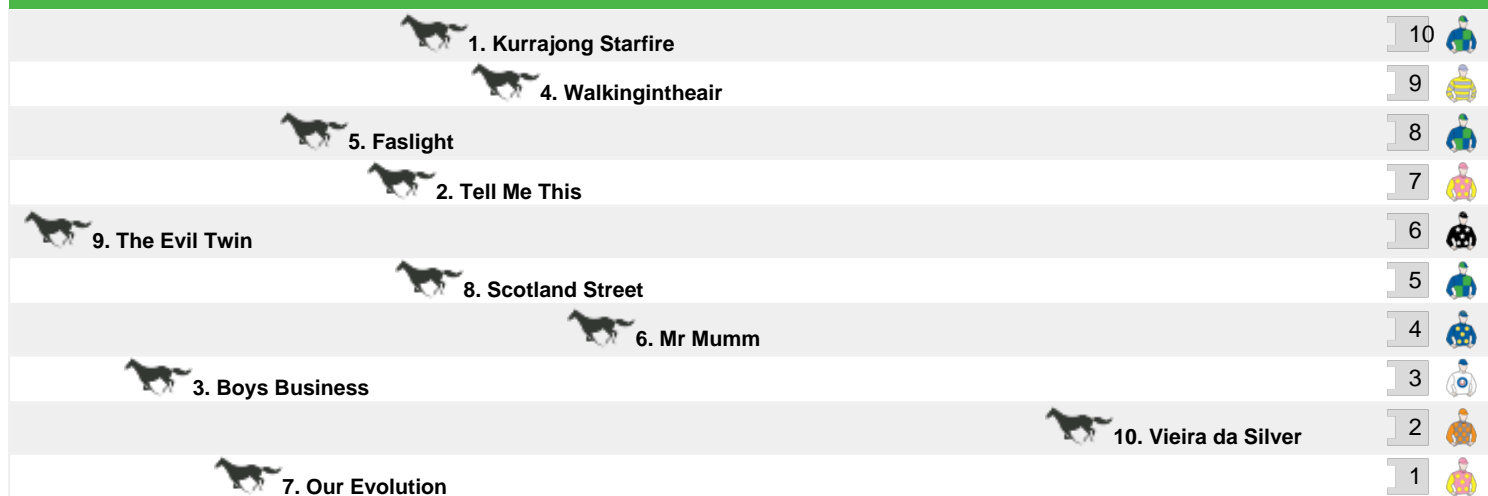 1. Kurrajong Starfire 10
4. Walkingintheair 9
5. Faslight 8
2. Tell Me This 7
9. The Evil Twin 6
8. Scotland Street 5
6. Mr Mumm 4
3. Boys Business 3
10. Vieira da Silver 2
7. Our Evolution 1